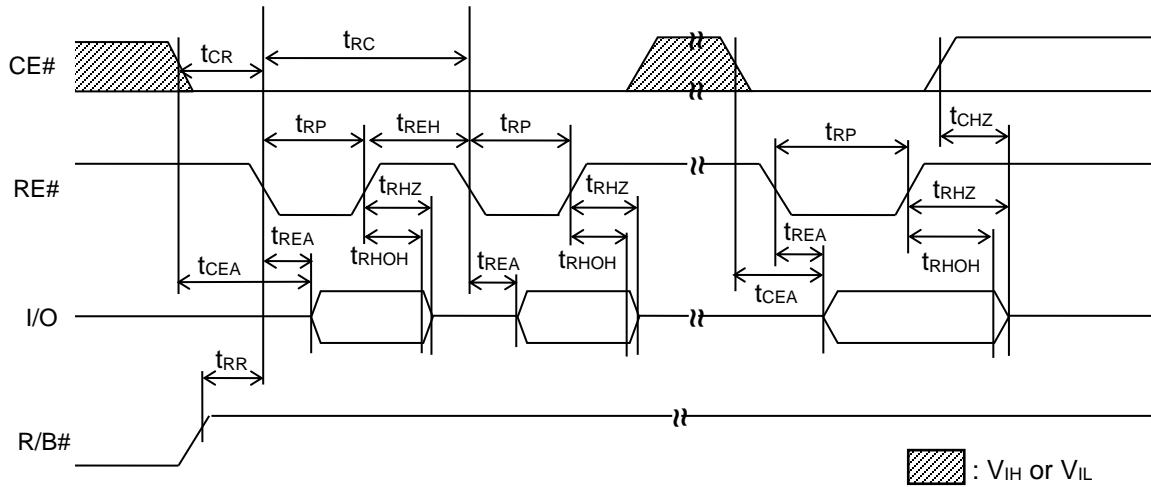 CE#
tCR
tRC
tCHZ
tRP
tREH
tRP
tRP
RE#
tRHZ
tRHZ
tRHZ
tREA
tRHOH
tREA
tRHOH
tREA
tRHOH
tCEA
tCEA
I/O
tRR
R/B#
: VIH or VIL